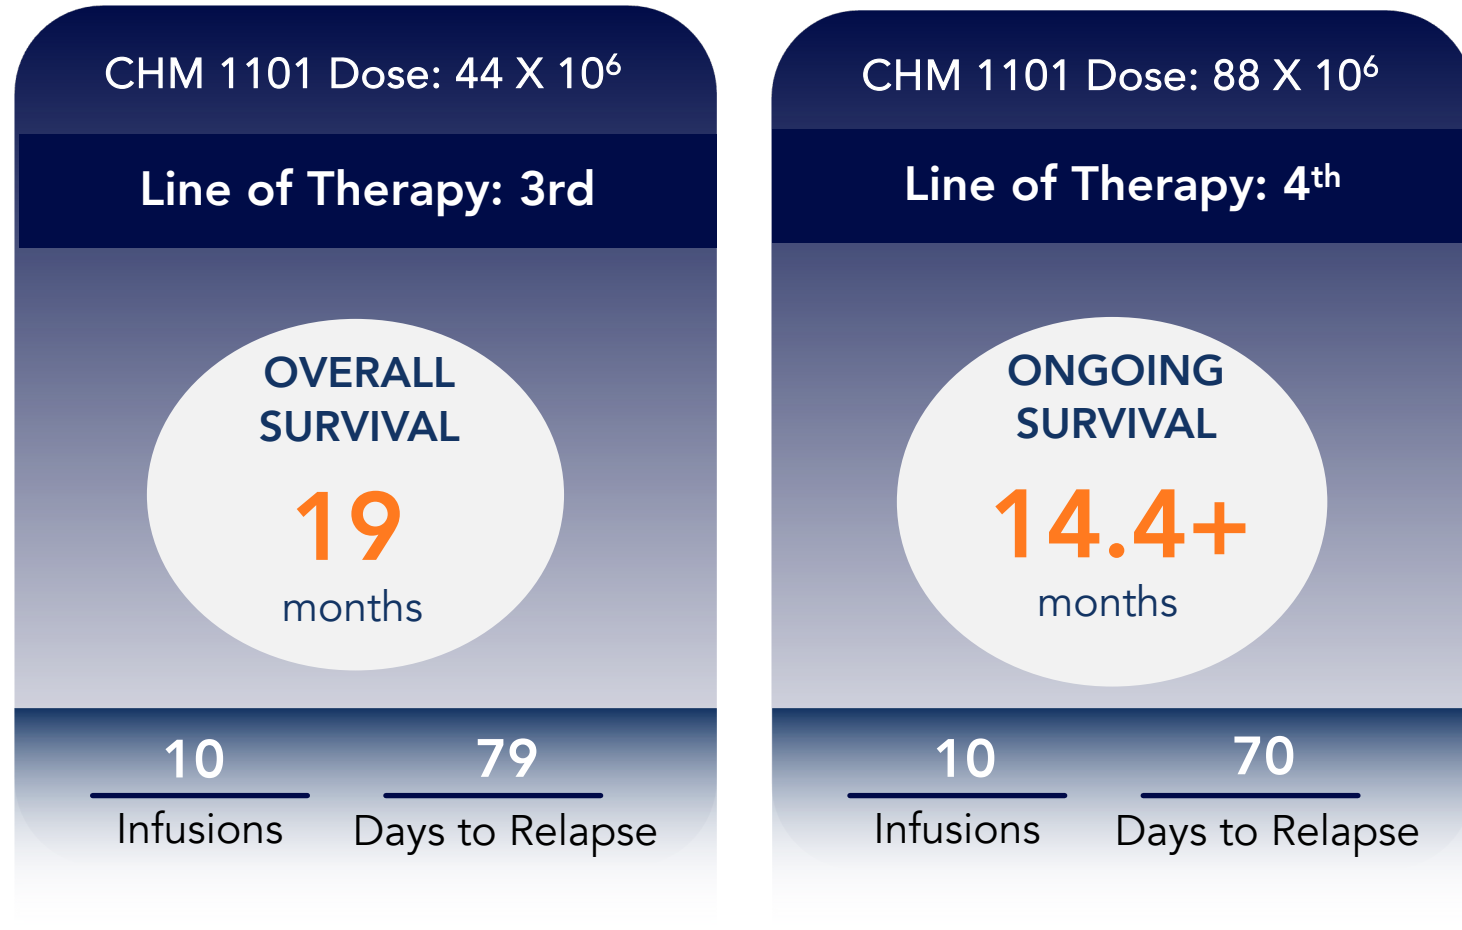 CHM 1101 Dose: 44 X 10⁶
Line of Therapy: 3rd
OVERALL
SURVIVAL
19
months
10
Infusions
79
Days to Relapse
CHM 1101 Dose: 88 X 10⁶
Line of Therapy: 4ᵗʰ
ONGOING
SURVIVAL
14.4+
months
10
Infusions
70
Days to Relapse